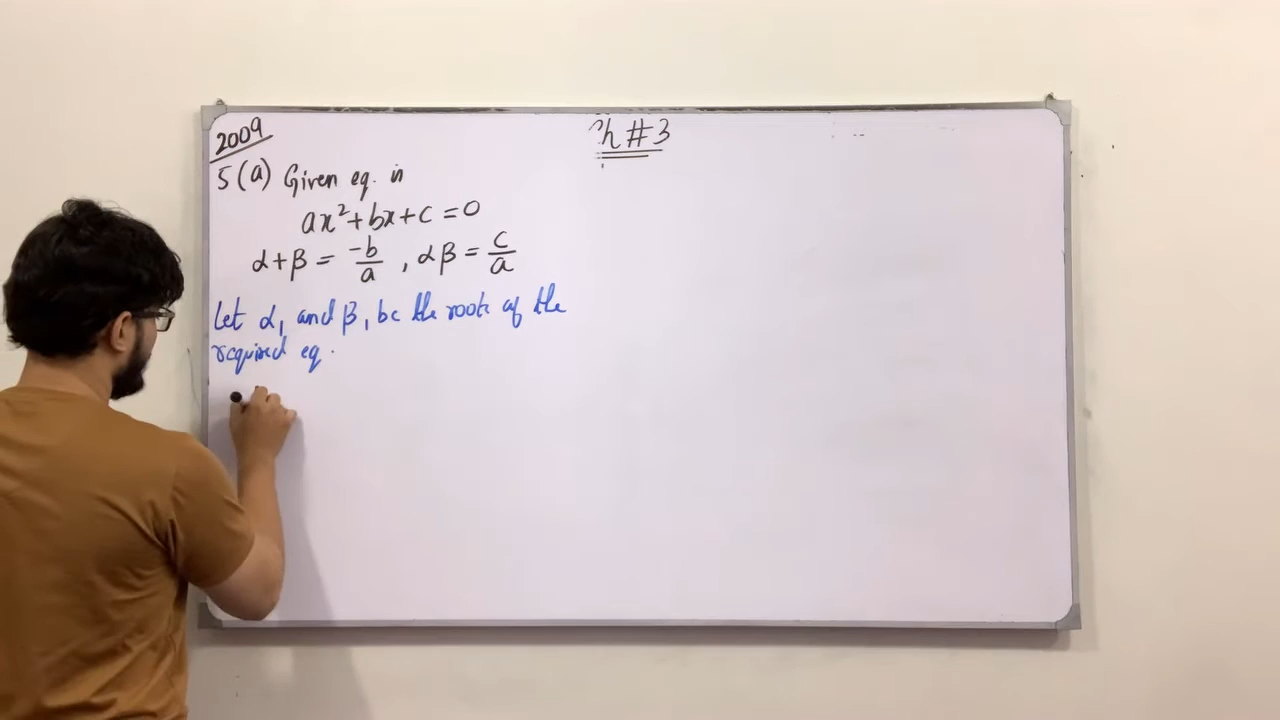 2009
Ch #3
5(a) Given eq. is
ax²+bx+c=0
α+β = -b/a , αβ = c/a
Let α₁ and β₁ be the roots of the
required eq.